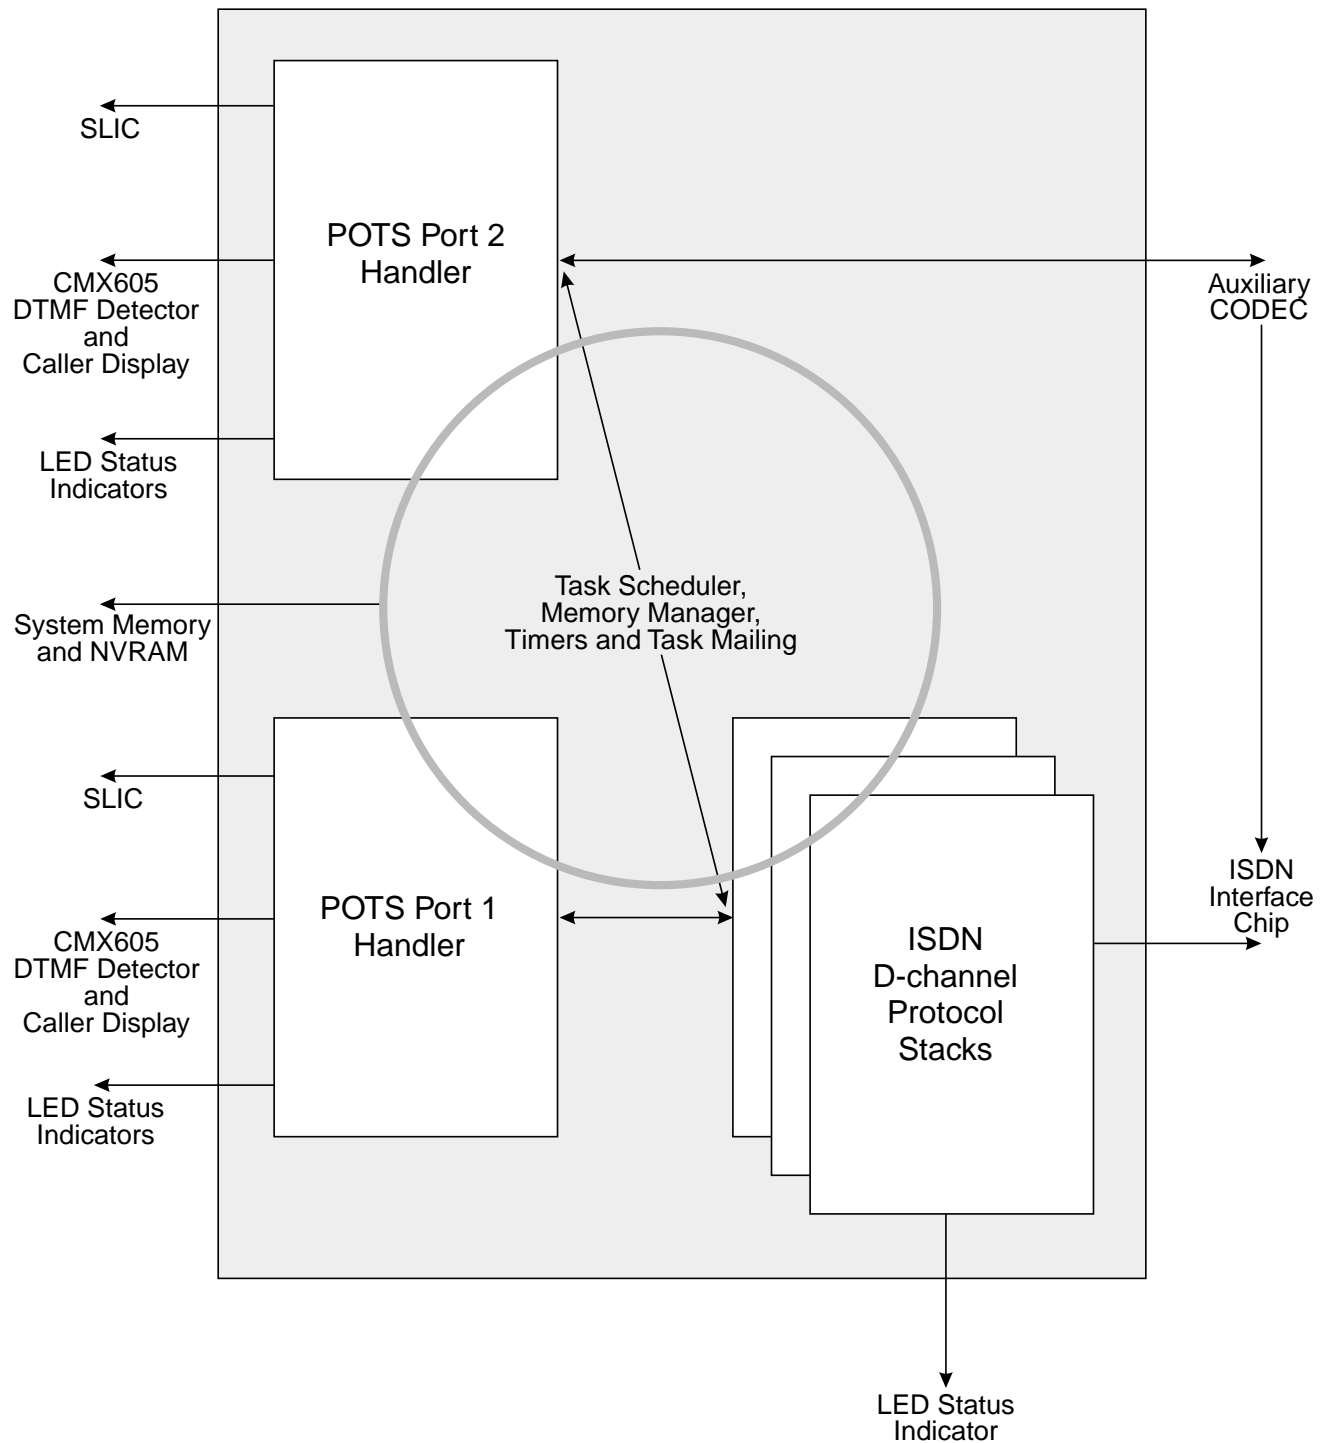 SLIC
POTS Port 2
Handler
CMX605
DTMF Detector
and
Caller Display
Auxiliary
CODEC
LED Status
Indicators
Task Scheduler,
Memory Manager,
Timers and Task Mailing
System Memory
and NVRAM
SLIC
POTS Port 1
Handler
CMX605
DTMF Detector
and
Caller Display
ISDN
Interface
Chip
ISDN
D-channel
Protocol
Stacks
LED Status
Indicators
LED Status
Indicator